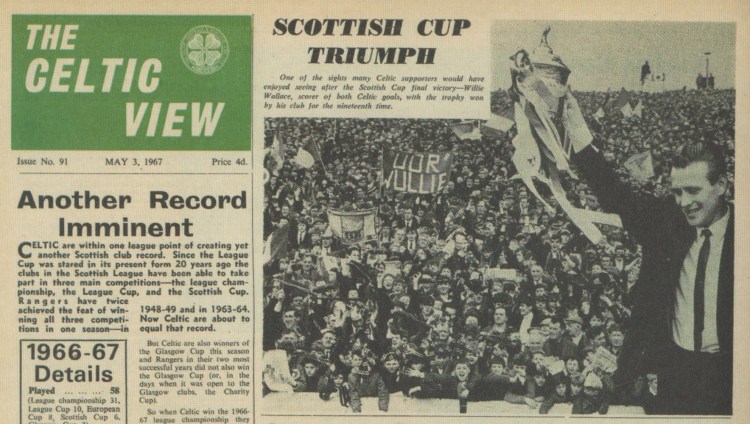 THE
CELTIC
VIEW
Issue No. 91 MAY 3, 1967 Price 4d.
Another Record
Imminent
CELTIC are within one league point of creating yet
another Scottish club record. Since the League
Cup was stared in its present form 20 years ago the
clubs in the Scottish League have been able to take
part in three main competitions—the league cham-
pionship, the League Cup, and the Scottish Cup.
Rangers have twice
achieved the feat of win-
ning all three competi-
tions in one season—in
1948-49 and in 1963-64.
Now Celtic are about to
equal that record.
1966-67
Details
Played ... ... ... 58
(League championship 31,
League Cup 10, European
Cup 8, Scottish Cup 6,
But Celtic are also winners of
the Glasgow Cup this season
and Rangers in their two most
successful years did not also win
the Glasgow Cup (or, in the
days when it was open to the
Glasgow clubs, the Charity
Cup).
So when Celtic win the 1966-
67 league championship they
SCOTTISH CUP
TRIUMPH
One of the sights many Celtic supporters would have
enjoyed seeing after the Scottish Cup final victory—Willie
Wallace, scorer of both Celtic goals, with the trophy won
by his club for the nineteenth time.
OOR
WULLIE